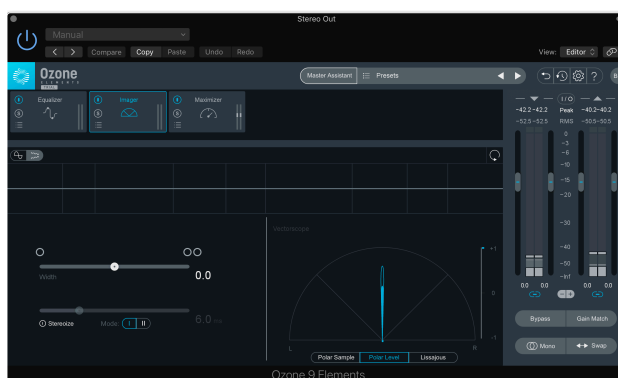 Stereo Out
Manual
Compare Copy Paste Undo Redo
View: Editor
Ozone
ELEMENTS
TRIAL
Master Assistant Presets
?
Equalizer
Imager
Maximizer
I / O
-42.2 -42.2 Peak -40.2 -40.2
-52.5 -52.5 RMS -50.5 -50.5
0
-3
-6
-10
-15
-20
-30
-40
-50
-Inf
0.0 0.0 0.0 0.0
Bypass Gain Match
Mono Swap
Width
0.0
Stereoize Mode: I II
6.0 ms
Vectorscope
+1
0
-1
L R
Polar Sample Polar Level Lissajous
Ozone 9 Elements